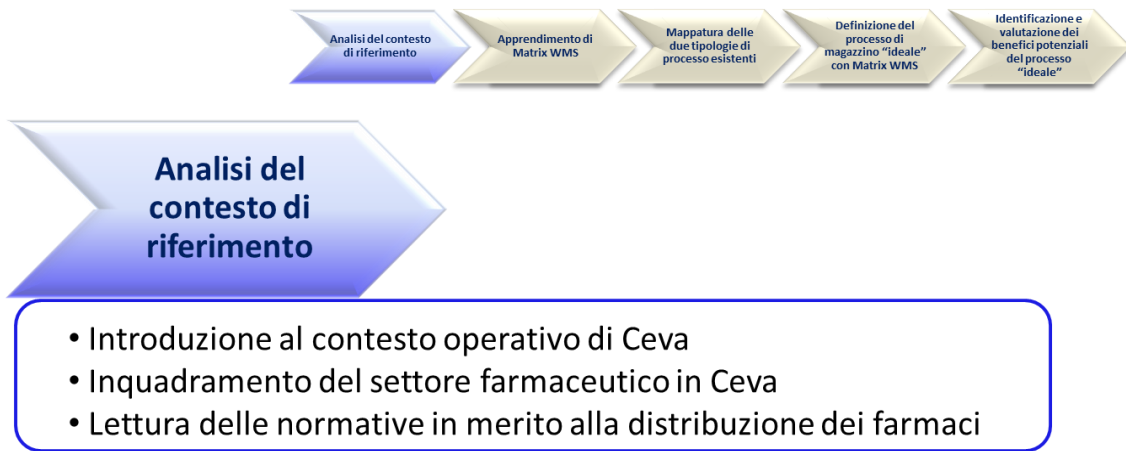 Analisi del contesto
di riferimento
Apprendimento di
Matrix WMS
Mappatura delle
due tipologie di
processo esistenti
Definizione del
processo di
magazzino “ideale”
con Matrix WMS
Identificazione e
valutazione dei
benefici potenziali
del processo
“ideale”
Analisi del
contesto di
riferimento
• Introduzione al contesto operativo di Ceva
• Inquadramento del settore farmaceutico in Ceva
• Lettura delle normative in merito alla distribuzione dei farmaci